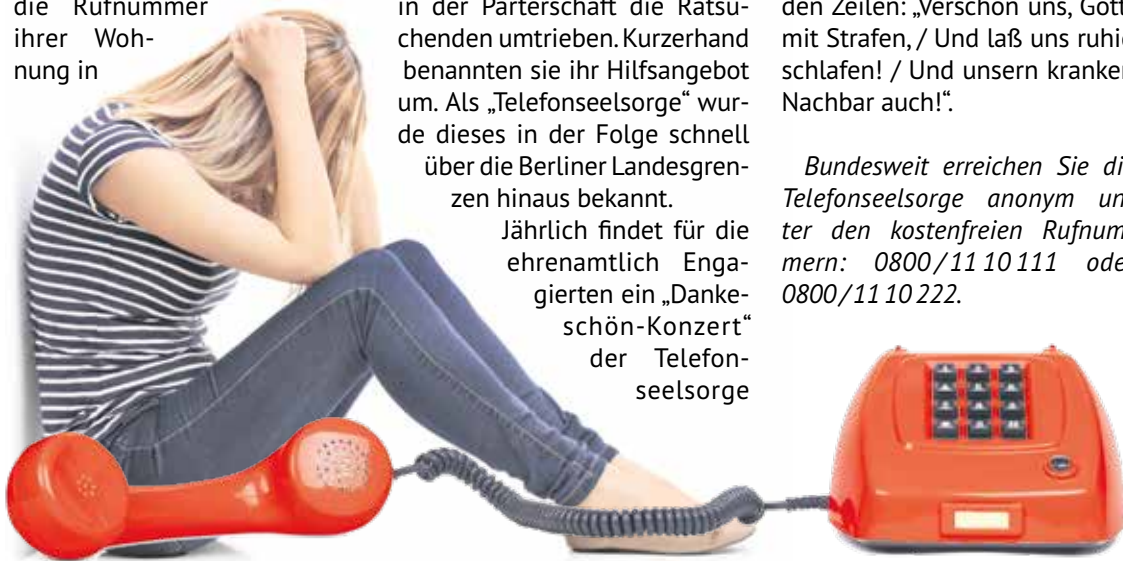 die Rufnummer
ihrer Woh-
nung in
in der Parterschaft die Ratsu-
chenden umtrieben. Kurzerhand
benannten sie ihr Hilfsangebot
um. Als „Telefonseelsorge“ wur-
de dieses in der Folge schnell
über die Berliner Landesgren-
zen hinaus bekannt.
Jährlich findet für die
ehrenamtlich Enga-
gierten ein „Danke-
schön-Konzert“
der Telefon-
seelsorge
den Zeilen: „Verschon uns, Gott
mit Strafen, / Und laß uns ruhig
schlafen! / Und unsern kranken
Nachbar auch!“.
Bundesweit erreichen Sie di
Telefonseelsorge anonym un
ter den kostenfreien Rufnum
mern: 0800/11 10 111 ode
0800/11 10 222.